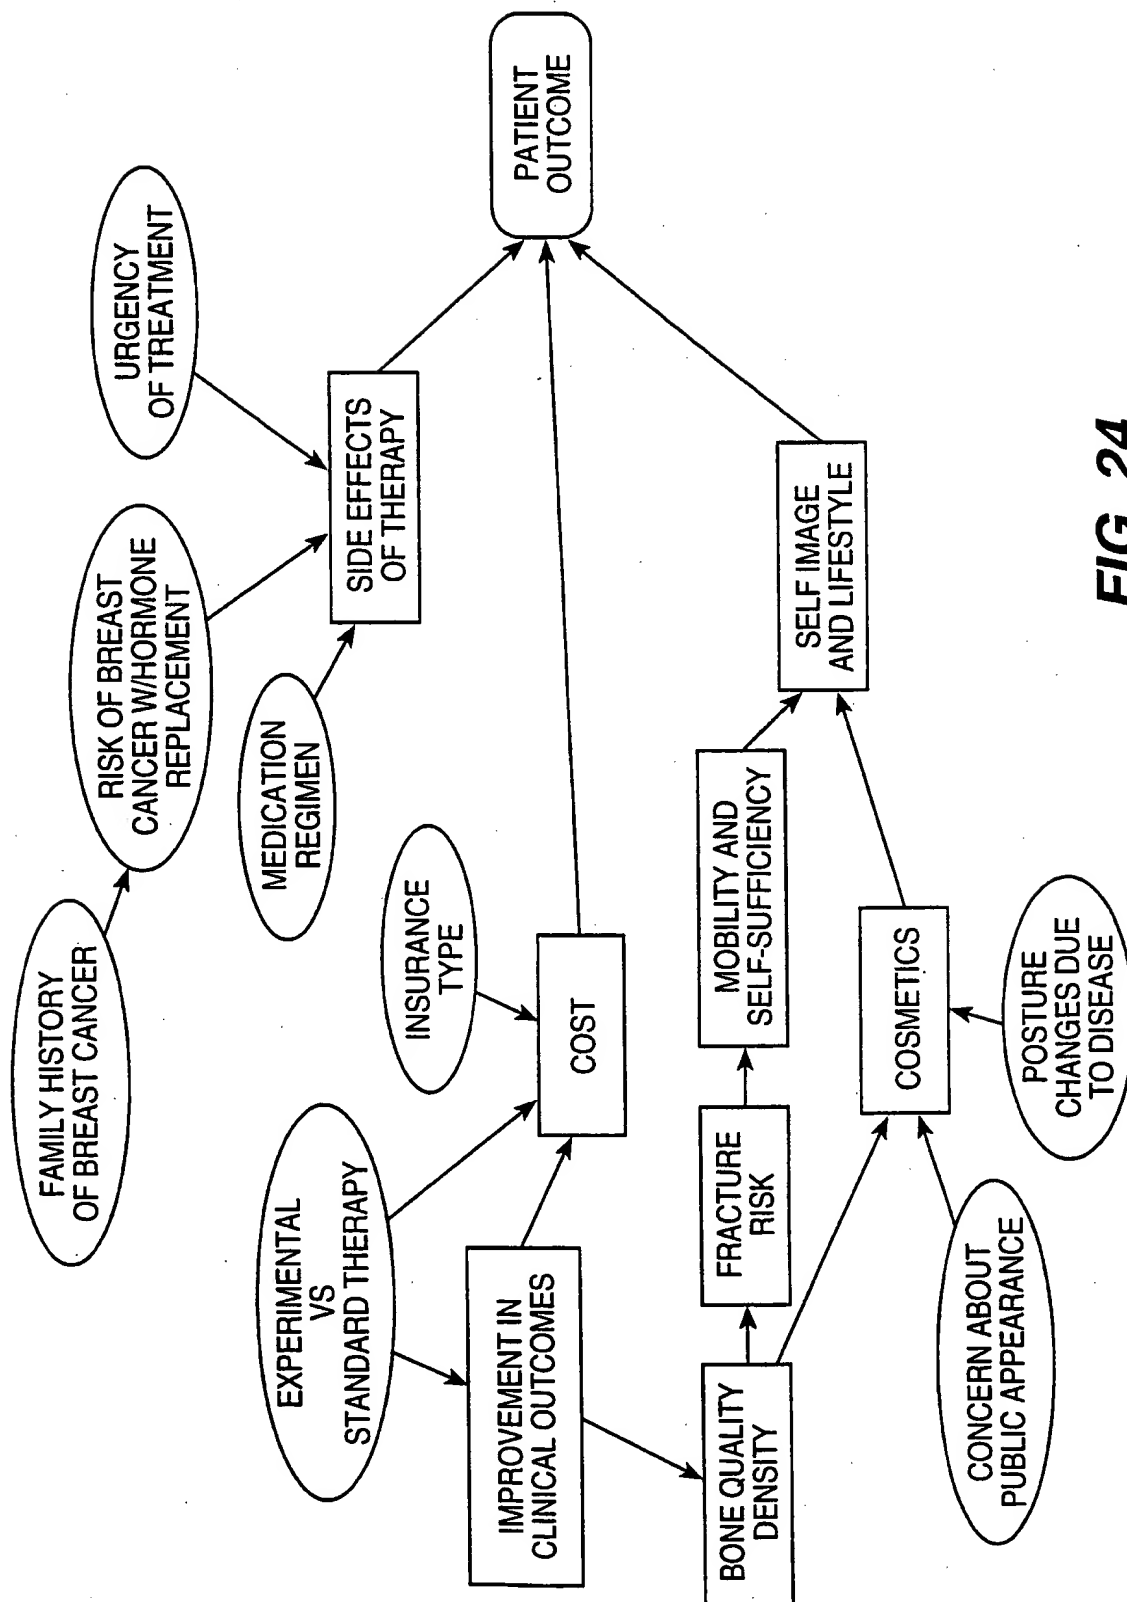 FAMILY HISTORY
OF BREAST CANCER
RISK OF BREAST
CANCER W/HORMONE
REPLACEMENT
URGENCY
OF TREATMENT
MEDICATION
REGIMEN
SIDE EFFECTS
OF THERAPY
EXPERIMENTAL
VS
STANDARD THERAPY
INSURANCE
TYPE
IMPROVEMENT IN
CLINICAL OUTCOMES
COST
PATIENT
OUTCOME
BONE QUALITY
DENSITY
FRACTURE
RISK
MOBILITY AND
SELF-SUFFICIENCY
SELF IMAGE
AND LIFESTYLE
COSMETICS
CONCERN ABOUT
PUBLIC APPEARANCE
POSTURE
CHANGES DUE
TO DISEASE
FIG. 24